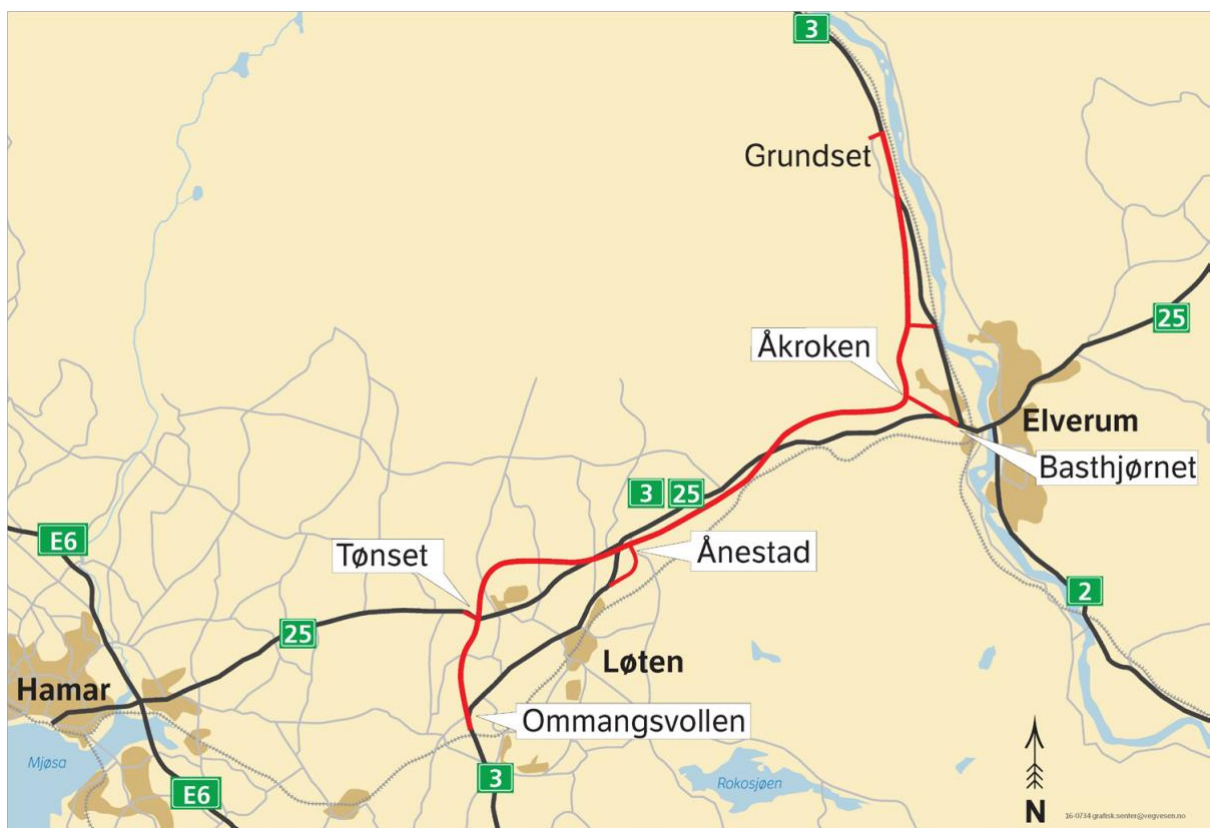 3
Grundset
25
Åkroken
Elverum
Basthjørnet
3 25
E6
Tønset
Ånestad
2
25
Løten
Hamar
Ommangsvollen
Mjøsa
3
Rokosjøen
E6
N
16-0734 grafisk.senter@vegvesen.no